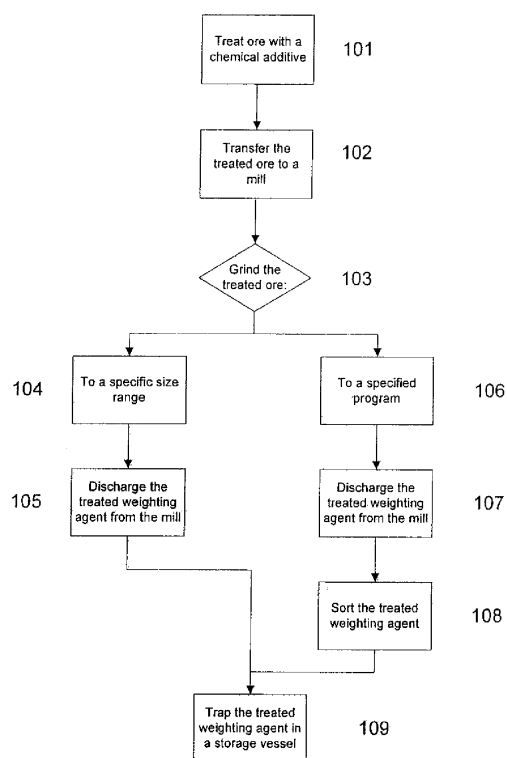 Treat ore with a
chemical additive
101
Transfer the
treated ore to a
mill
102
Grind the
treated ore:
103
104
To a specific size
range
To a specified
program
106
105
Discharge the
treated weighting
agent from the mill
Discharge the
treated weighting
agent from the mill
107
Sort the treated
weighting agent
108
Trap the treated
weighting agent in
a storage vessel
109